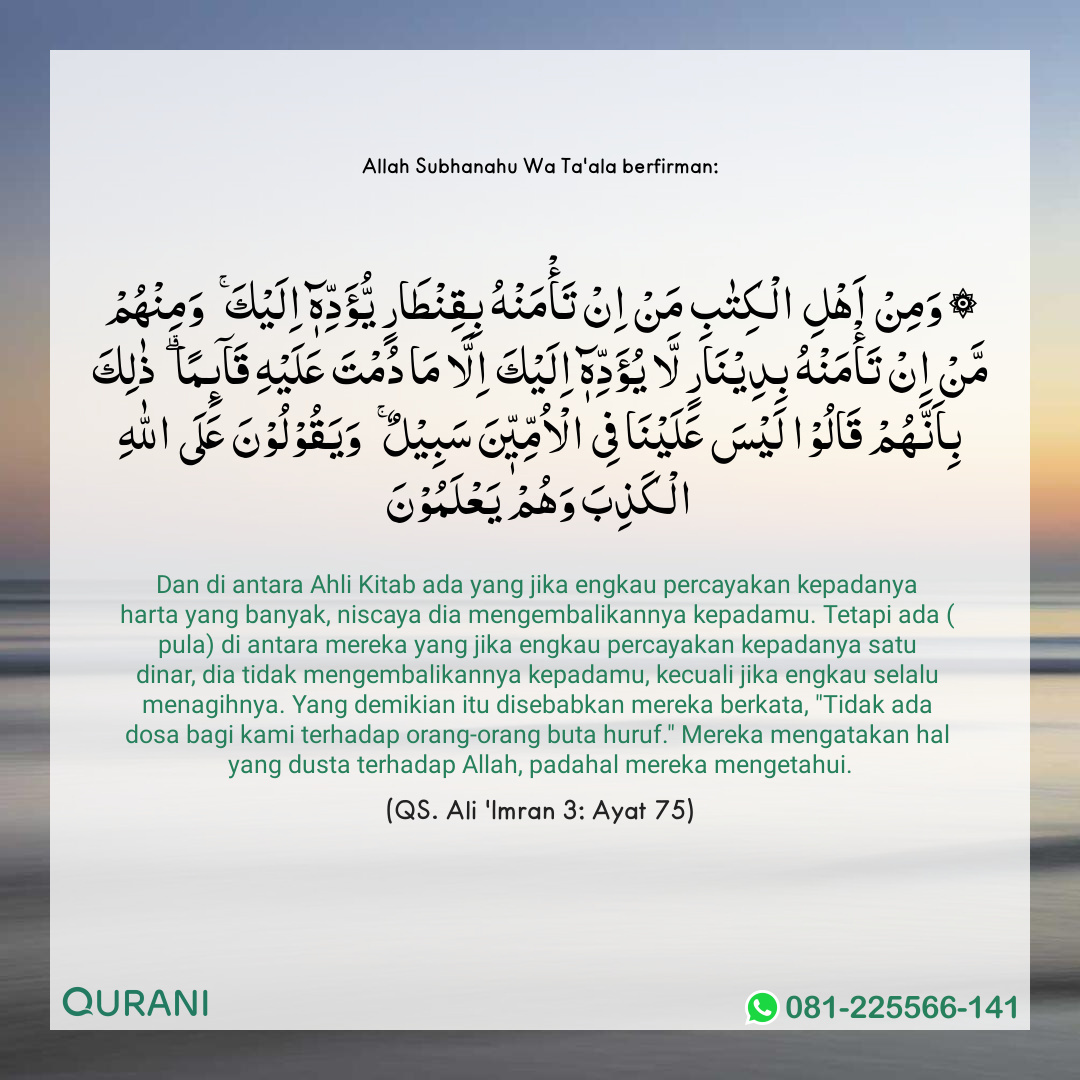 Allah Subhanahu Wa Ta'ala berfirman:
۞ وَمِنْ اَهْلِ الْكِتٰبِ مَنْ اِنْ تَأْمَنْهُ بِقِنْطَارٍ يُّؤَدِّهٖٓ اِلَيْكَۚ وَمِنْهُمْ
مَّنْ اِنْ تَأْمَنْهُ بِدِيْنَارٍ لَّا يُؤَدِّهٖٓ اِلَيْكَ اِلَّا مَا دُمْتَ عَلَيْهِ قَاۤىِٕمًاۗ ذٰلِكَ
بِاَنَّهُمْ قَالُوْا لَيْسَ عَلَيْنَا فِى الْاُمِّيّٖنَ سَبِيْلٌۚ وَيَقُوْلُوْنَ عَلَى اللّٰهِ
الْكَذِبَ وَهُمْ يَعْلَمُوْنَ
Dan di antara Ahli Kitab ada yang jika engkau percayakan kepadanya
harta yang banyak, niscaya dia mengembalikannya kepadamu. Tetapi ada (
pula) di antara mereka yang jika engkau percayakan kepadanya satu
dinar, dia tidak mengembalikannya kepadamu, kecuali jika engkau selalu
menagihnya. Yang demikian itu disebabkan mereka berkata, "Tidak ada
dosa bagi kami terhadap orang-orang buta huruf." Mereka mengatakan hal
yang dusta terhadap Allah, padahal mereka mengetahui.
(QS. Ali 'Imran 3: Ayat 75)
QURANI
081-225566-141